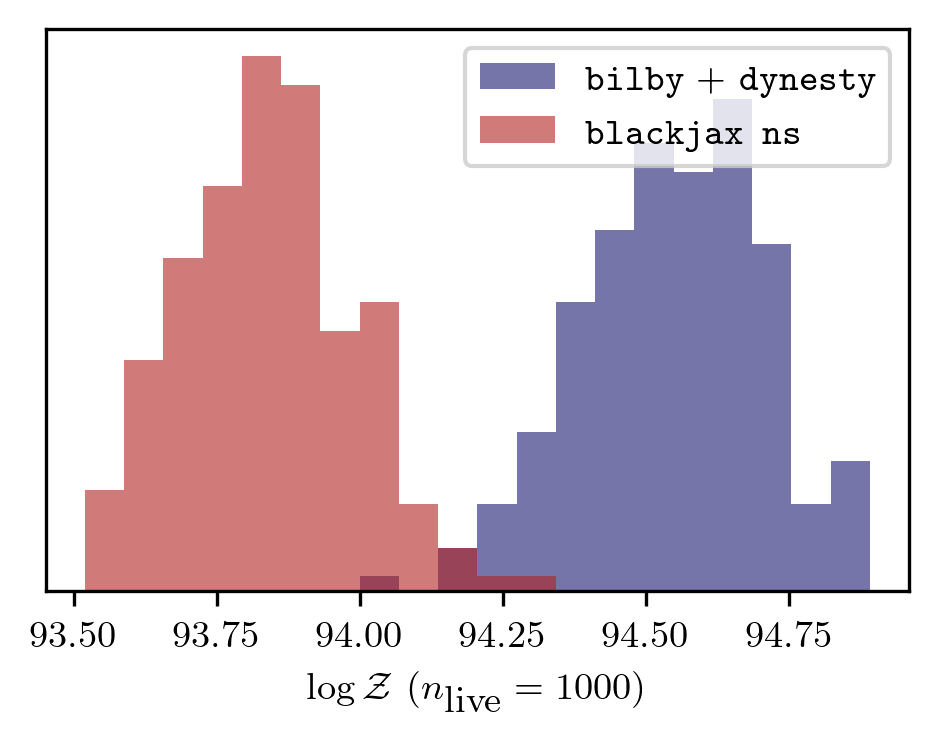 bilby + dynesty
blackjax ns
93.50 93.75 94.00 94.25 94.50 94.75
log 𝒵 (n_live = 1000)